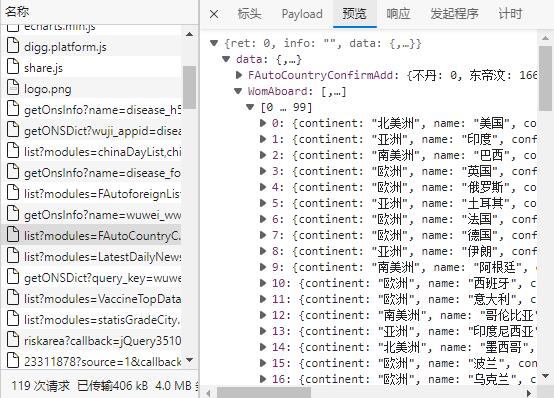 名称
echarts.min.js
digg.platform.js
share.js
logo.png
getOnsInfo?name=disease_h5
getONSDict?wuji_appid=disea
list?modules=chinaDayList,chi
getOnsInfo?name=disease_fo
list?modules=FAutoforeignLis
getOnsInfo?name=wuwei_ww
list?modules=FAutoCountryC.
list?modules=LatestDailyNews
getONSDict?query_key=wuwe
list?modules=VaccineTopData
list?modules=statisGradeCity.
riskarea?callback=jQuery3510
23311878?source=1&callback
119 次请求 已传输406 kB 4.0 MB
标头 Payload 预览 响应 发起程序 计时
{ret: 0, info: "", data: {,…}}
data: {,…}
FAutoCountryConfirmAdd: {不丹: 0, 东帝汶: 166
WomAboard: [,…]
[0 … 99]
0: {continent: "北美洲", name: "美国", co
1: {continent: "亚洲", name: "印度", conf
2: {continent: "南美洲", name: "巴西", co
3: {continent: "欧洲", name: "英国", conf
4: {continent: "欧洲", name: "俄罗斯", co
5: {continent: "亚洲", name: "土耳其", co
6: {continent: "欧洲", name: "法国", conf
7: {continent: "欧洲", name: "德国", conf
8: {continent: "亚洲", name: "伊朗", conf
9: {continent: "南美洲", name: "阿根廷",
10: {continent: "欧洲", name: "西班牙", c
11: {continent: "欧洲", name: "意大利", c
12: {continent: "南美洲", name: "哥伦比亚
13: {continent: "亚洲", name: "印度尼西亚
14: {continent: "北美洲", name: "墨西哥",
15: {continent: "欧洲", name: "波兰", con
16: {continent: "欧洲", name: "乌克兰", c